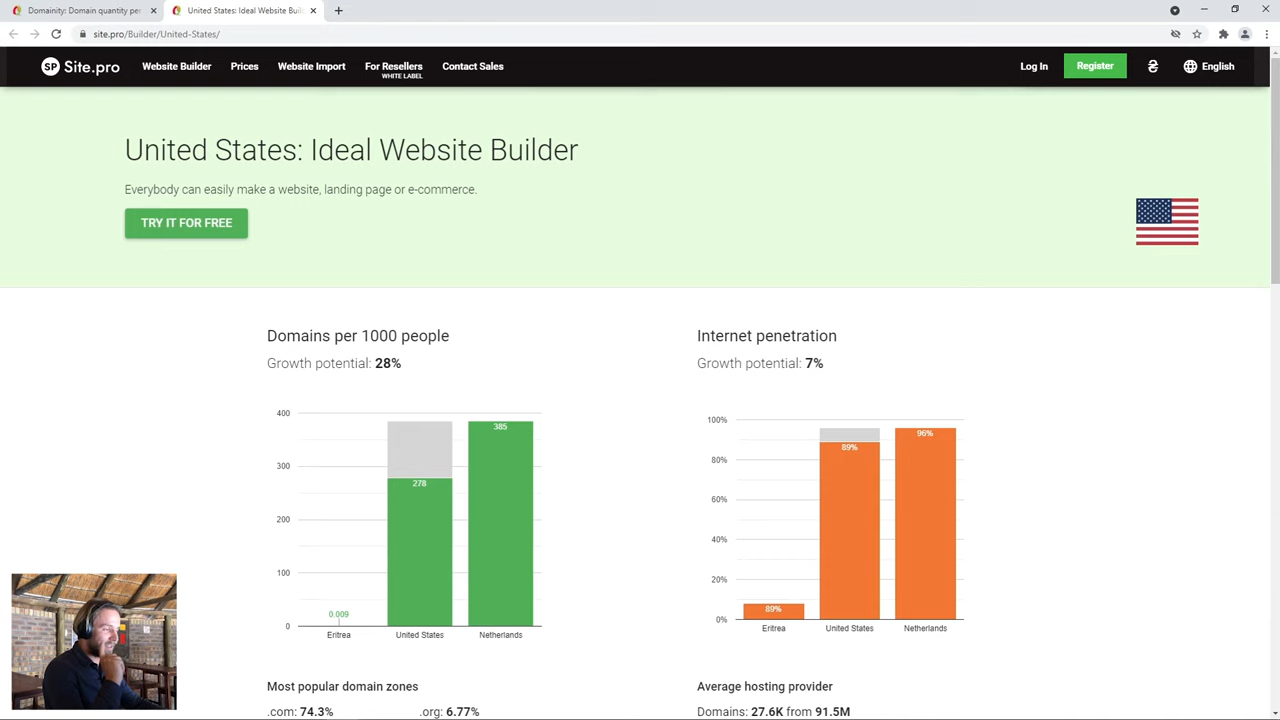 Domainity: Domain quantity per
United States: Ideal Website Buil
site.pro/Builder/United-States/
SP Site.pro
Website Builder
Prices
Website Import
For Resellers
WHITE LABEL
Contact Sales
Log In
Register
₴
English
United States: Ideal Website Builder
Everybody can easily make a website, landing page or e-commerce.
TRY IT FOR FREE
Domains per 1000 people
Growth potential: 28%
400
300
200
100
0
0.009
278
385
Eritrea
United States
Netherlands
Internet penetration
Growth potential: 7%
100%
80%
60%
40%
20%
0%
89%
89%
96%
Eritrea
United States
Netherlands
Most popular domain zones
.com: 74.3%
.org: 6.77%
Average hosting provider
Domains: 27.6K from 91.5M